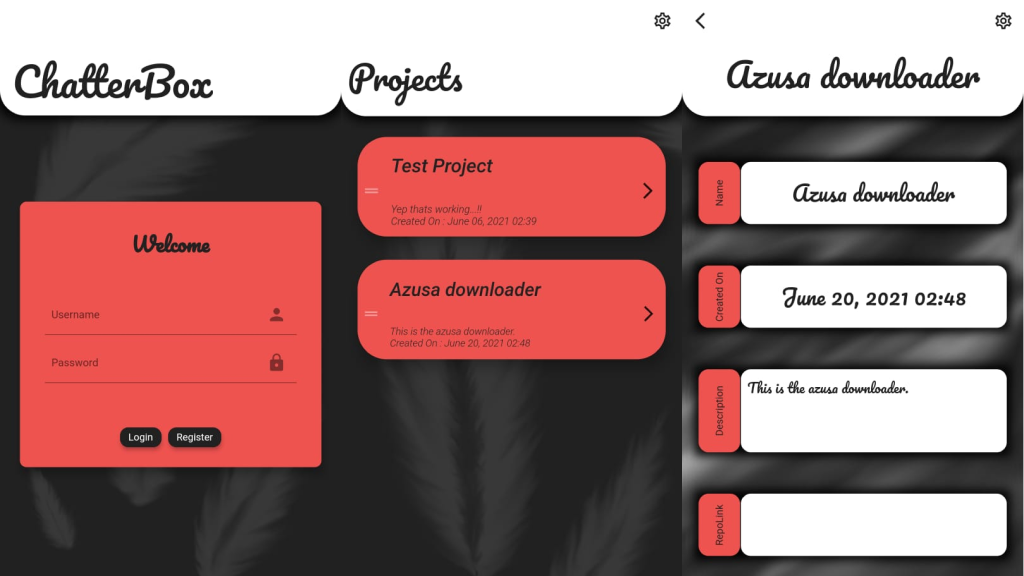 ChatterBox
Welcome
Username
Password
Login Register
Projects
Test Project
Yep thats working...!!
Created On : June 06, 2021 02:39
Azusa downloader
This is the azusa downloader.
Created On : June 20, 2021 02:48
Azusa downloader
Name
Azusa downloader
Created On
June 20, 2021 02:48
Description
This is the azusa downloader.
RepoLink